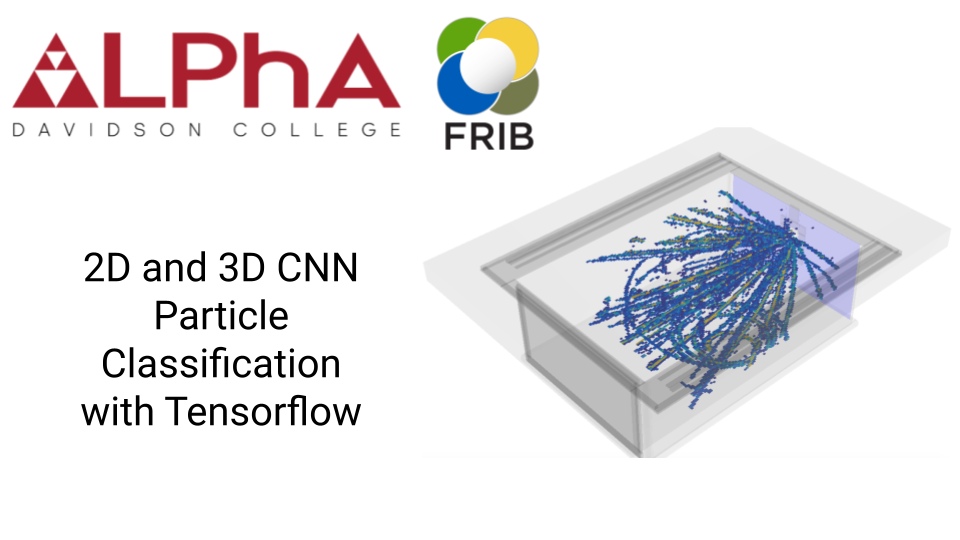 ALPhA
DAVIDSON COLLEGE
FRIB
2D and 3D CNN
Particle
Classification
with Tensorflow